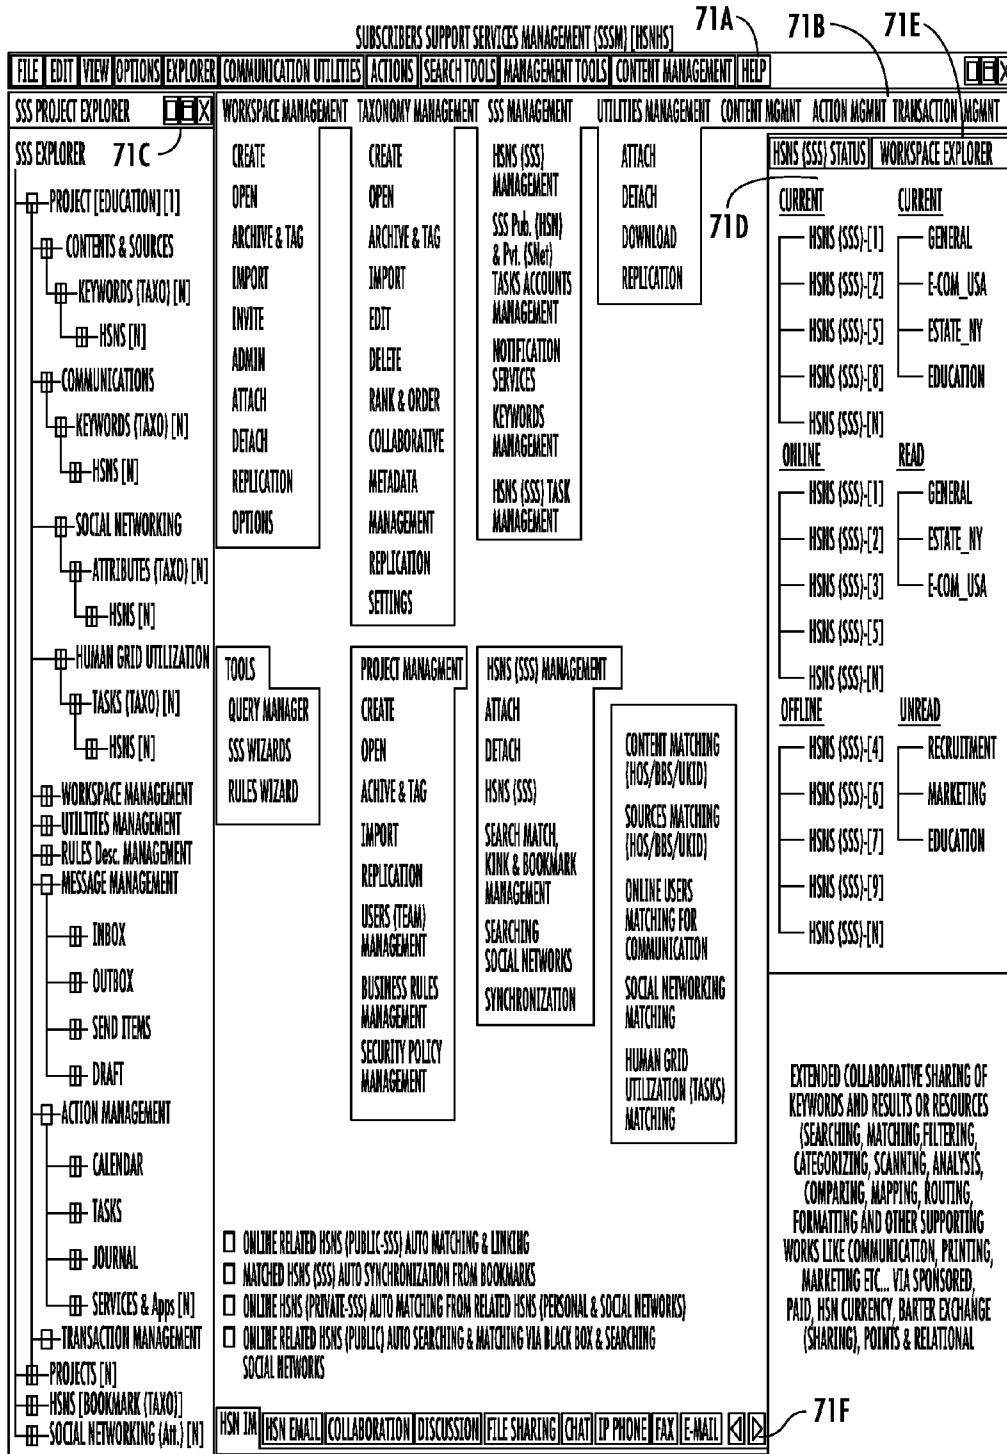 71A
71B
71E
SUBSCRIBERS SUPPORT SERVICES MANAGEMENT (SSSM) [HSNHS]
FILE EDIT VIEW OPTIONS EXPLORER COMMUNICATION UTILITIES ACTIONS SEARCH TOOLS MANAGEMENT TOOLS CONTENT MANAGEMENT HELP
SSS PROJECT EXPLORER
71C
SSS EXPLORER
PROJECT [EDUCATION] [1]
CONTENTS & SOURCES
KEYWORDS (TAXO) [N]
HSNS [N]
COMMUNICATIONS
KEYWORDS (TAXO) [N]
HSNS [N]
SOCIAL NETWORKING
ATTRIBUTES (TAXO) [N]
HSNS [N]
HUMAN GRID UTILIZATION
TASKS (TAXO) [N]
HSNS [N]
WORKSPACE MANAGEMENT
UTILITIES MANAGEMENT
RULES Desc. MANAGEMENT
MESSAGE MANAGEMENT
INBOX
OUTBOX
SEND ITEMS
DRAFT
ACTION MANAGEMENT
CALENDAR
TASKS
JOURNAL
SERVICES & Apps [N]
TRANSACTION MANAGEMENT
PROJECTS [N]
HSNS [BOOKMARK (TAXO)]
SOCIAL NETWORKING (Att.) [N]
WORKSPACE MANAGEMENT TAXONOMY MANAGEMENT SSS MANAGEMENT UTILITIES MANAGEMENT CONTENT MGMNT ACTION MGMNT TRANSACTION MGMNT
CREATE
OPEN
ARCHIVE & TAG
IMPORT
INVITE
ADMIN
ATTACH
DETACH
REPLICATION
OPTIONS
CREATE
OPEN
ARCHIVE & TAG
IMPORT
EDIT
DELETE
RANK & ORDER
COLLABORATIVE
METADATA
MANAGEMENT
REPLICATION
SETTINGS
HSNS (SSS)
MANAGEMENT
SSS Pub. (HSN)
& Pvt. (SNet)
TASKS ACCOUNTS
MANAGEMENT
NOTIFICATION
SERVICES
KEYWORDS
MANAGEMENT
HSNS (SSS) TASK
MANAGEMENT
ATTACH
DETACH
DOWNLOAD
REPLICATION
TOOLS
QUERY MANAGER
SSS WIZARDS
RULES WIZARD
PROJECT MANAGMENT
CREATE
OPEN
ACHIVE & TAG
IMPORT
REPLICATION
USERS (TEAM)
MANAGEMENT
BUSINESS RULES
MANAGEMENT
SECURITY POLICY
MANAGEMENT
HSNS (SSS) MANAGEMENT
ATTACH
DETACH
HSNS (SSS)
SEARCH MATCH,
KINK & BOOKMARK
MANAGEMENT
SEARCHING
SOCIAL NETWORKS
SYNCHRONIZATION
CONTENT MATCHING
(HOS/BBS/UKID)
SOURCES MATCHING
(HOS/BBS/UKID)
ONLINE USERS
MATCHING FOR
COMMUNICATION
SOCIAL NETWORKING
MATCHING
HUMAN GRID
UTILIZATION (TASKS)
MATCHING
ONLINE RELATED HSNS (PUBLIC-SSS) AUTO MATCHING & LINKING
MATCHED HSNS (SSS) AUTO SYNCHRONIZATION FROM BOOKMARKS
ONLINE HSNS (PRIVATE-SSS) AUTO MATCHING FROM RELATED HSNS (PERSONAL & SOCIAL NETWORKS)
ONLINE RELATED HSNS (PUBLIC) AUTO SEARCHING & MATCHING VIA BLACK BOX & SEARCHING
SOCIAL NETWORKS
HSN IM HSN EMAIL COLLABORATION DISCUSSION FILE SHARING CHAT IP PHONE FAX E-MAIL
HSNS (SSS) STATUS WORKSPACE EXPLORER
71D
CURRENT
HSNS (SSS)-[1]
HSNS (SSS)-[2]
HSNS (SSS)-[5]
HSNS (SSS)-[8]
HSNS (SSS)-[N]
ONLINE
HSNS (SSS)-[1]
HSNS (SSS)-[2]
HSNS (SSS)-[3]
HSNS (SSS)-[5]
HSNS (SSS)-[N]
OFFLINE
HSNS (SSS)-[4]
HSNS (SSS)-[6]
HSNS (SSS)-[7]
HSNS (SSS)-[9]
HSNS (SSS)-[N]
CURRENT
GENERAL
E-COM_USA
ESTATE_NY
EDUCATION
READ
GENERAL
ESTATE_NY
E-COM_USA
UNREAD
RECRUITMENT
MARKETING
EDUCATION
EXTENDED COLLABORATIVE SHARING OF
KEYWORDS AND RESULTS OR RESOURCES
(SEARCHING, MATCHING,FILTERING,
CATEGORIZING, SCANNING, ANALYSIS,
COMPARING, MAPPING, ROUTING,
FORMATTING AND OTHER SUPPORTING
WORKS LIKE COMMUNICATION, PRINTING,
MARKETING ETC... VIA SPONSORED,
PAID, HSN CURRENCY, BARTER EXCHANGE
(SHARING), POINTS & RELATIONAL
71F